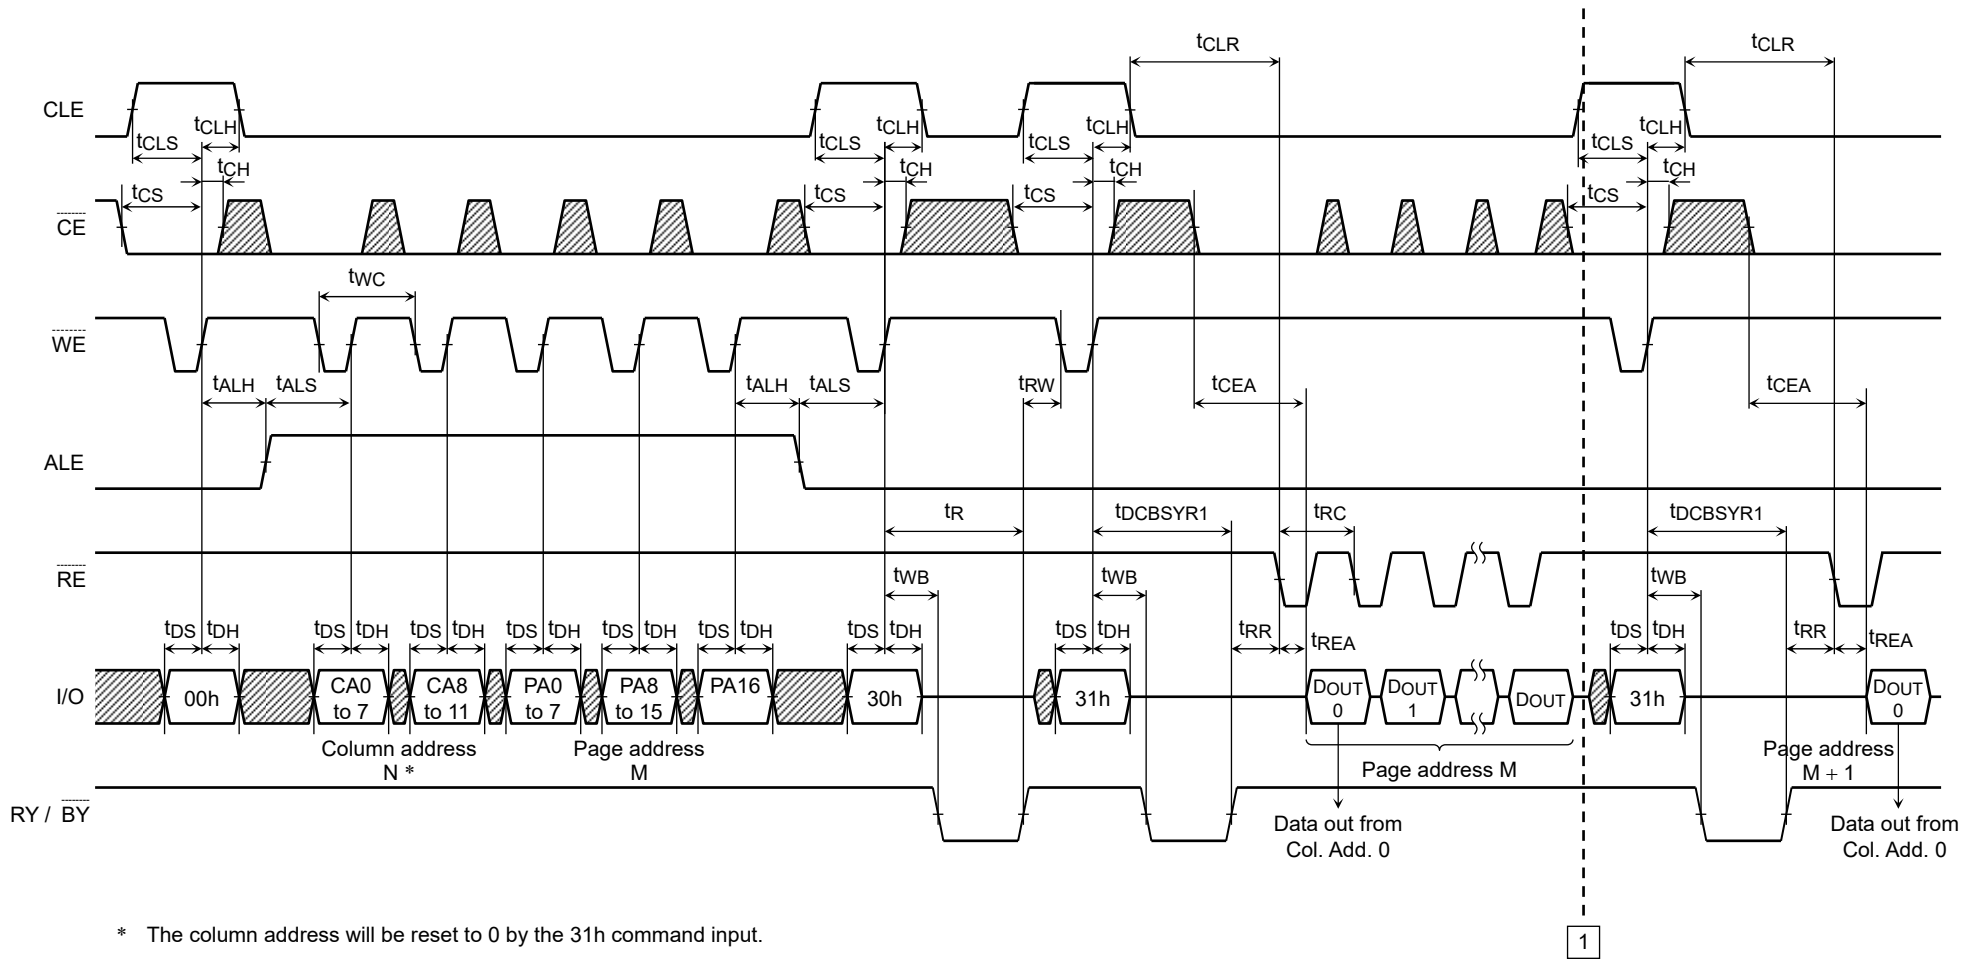 tCLR tCLR
CLE
tCLS tCLH tCLS tCLH tCLS tCLH tCLS tCLH
tCS tCH tCS tCH tCS tCH tCS tCH
CE
tWC
WE
tALH tALS tALH tALS tRW tCEA tCEA
ALE
tR tDCBSYR1 tRC tDCBSYR1
RE
tWB tWB tWB
tDS tDH tDS tDH tDS tDH tDS tDH tDS tDH tDS tDH tDS tDH tDS tDH tRR tREA tDS tDH tRR tREA
I/O 00h CA0 to 7 CA8 to 11 PA0 to 7 PA8 to 15 PA16 30h 31h DOUT 0 DOUT 1 DOUT 31h DOUT 0
Column address
N *
Page address
M
Page address M
Page address
M + 1
RY / BY
Data out from
Col. Add. 0
Data out from
Col. Add. 0
* The column address will be reset to 0 by the 31h command input.
1